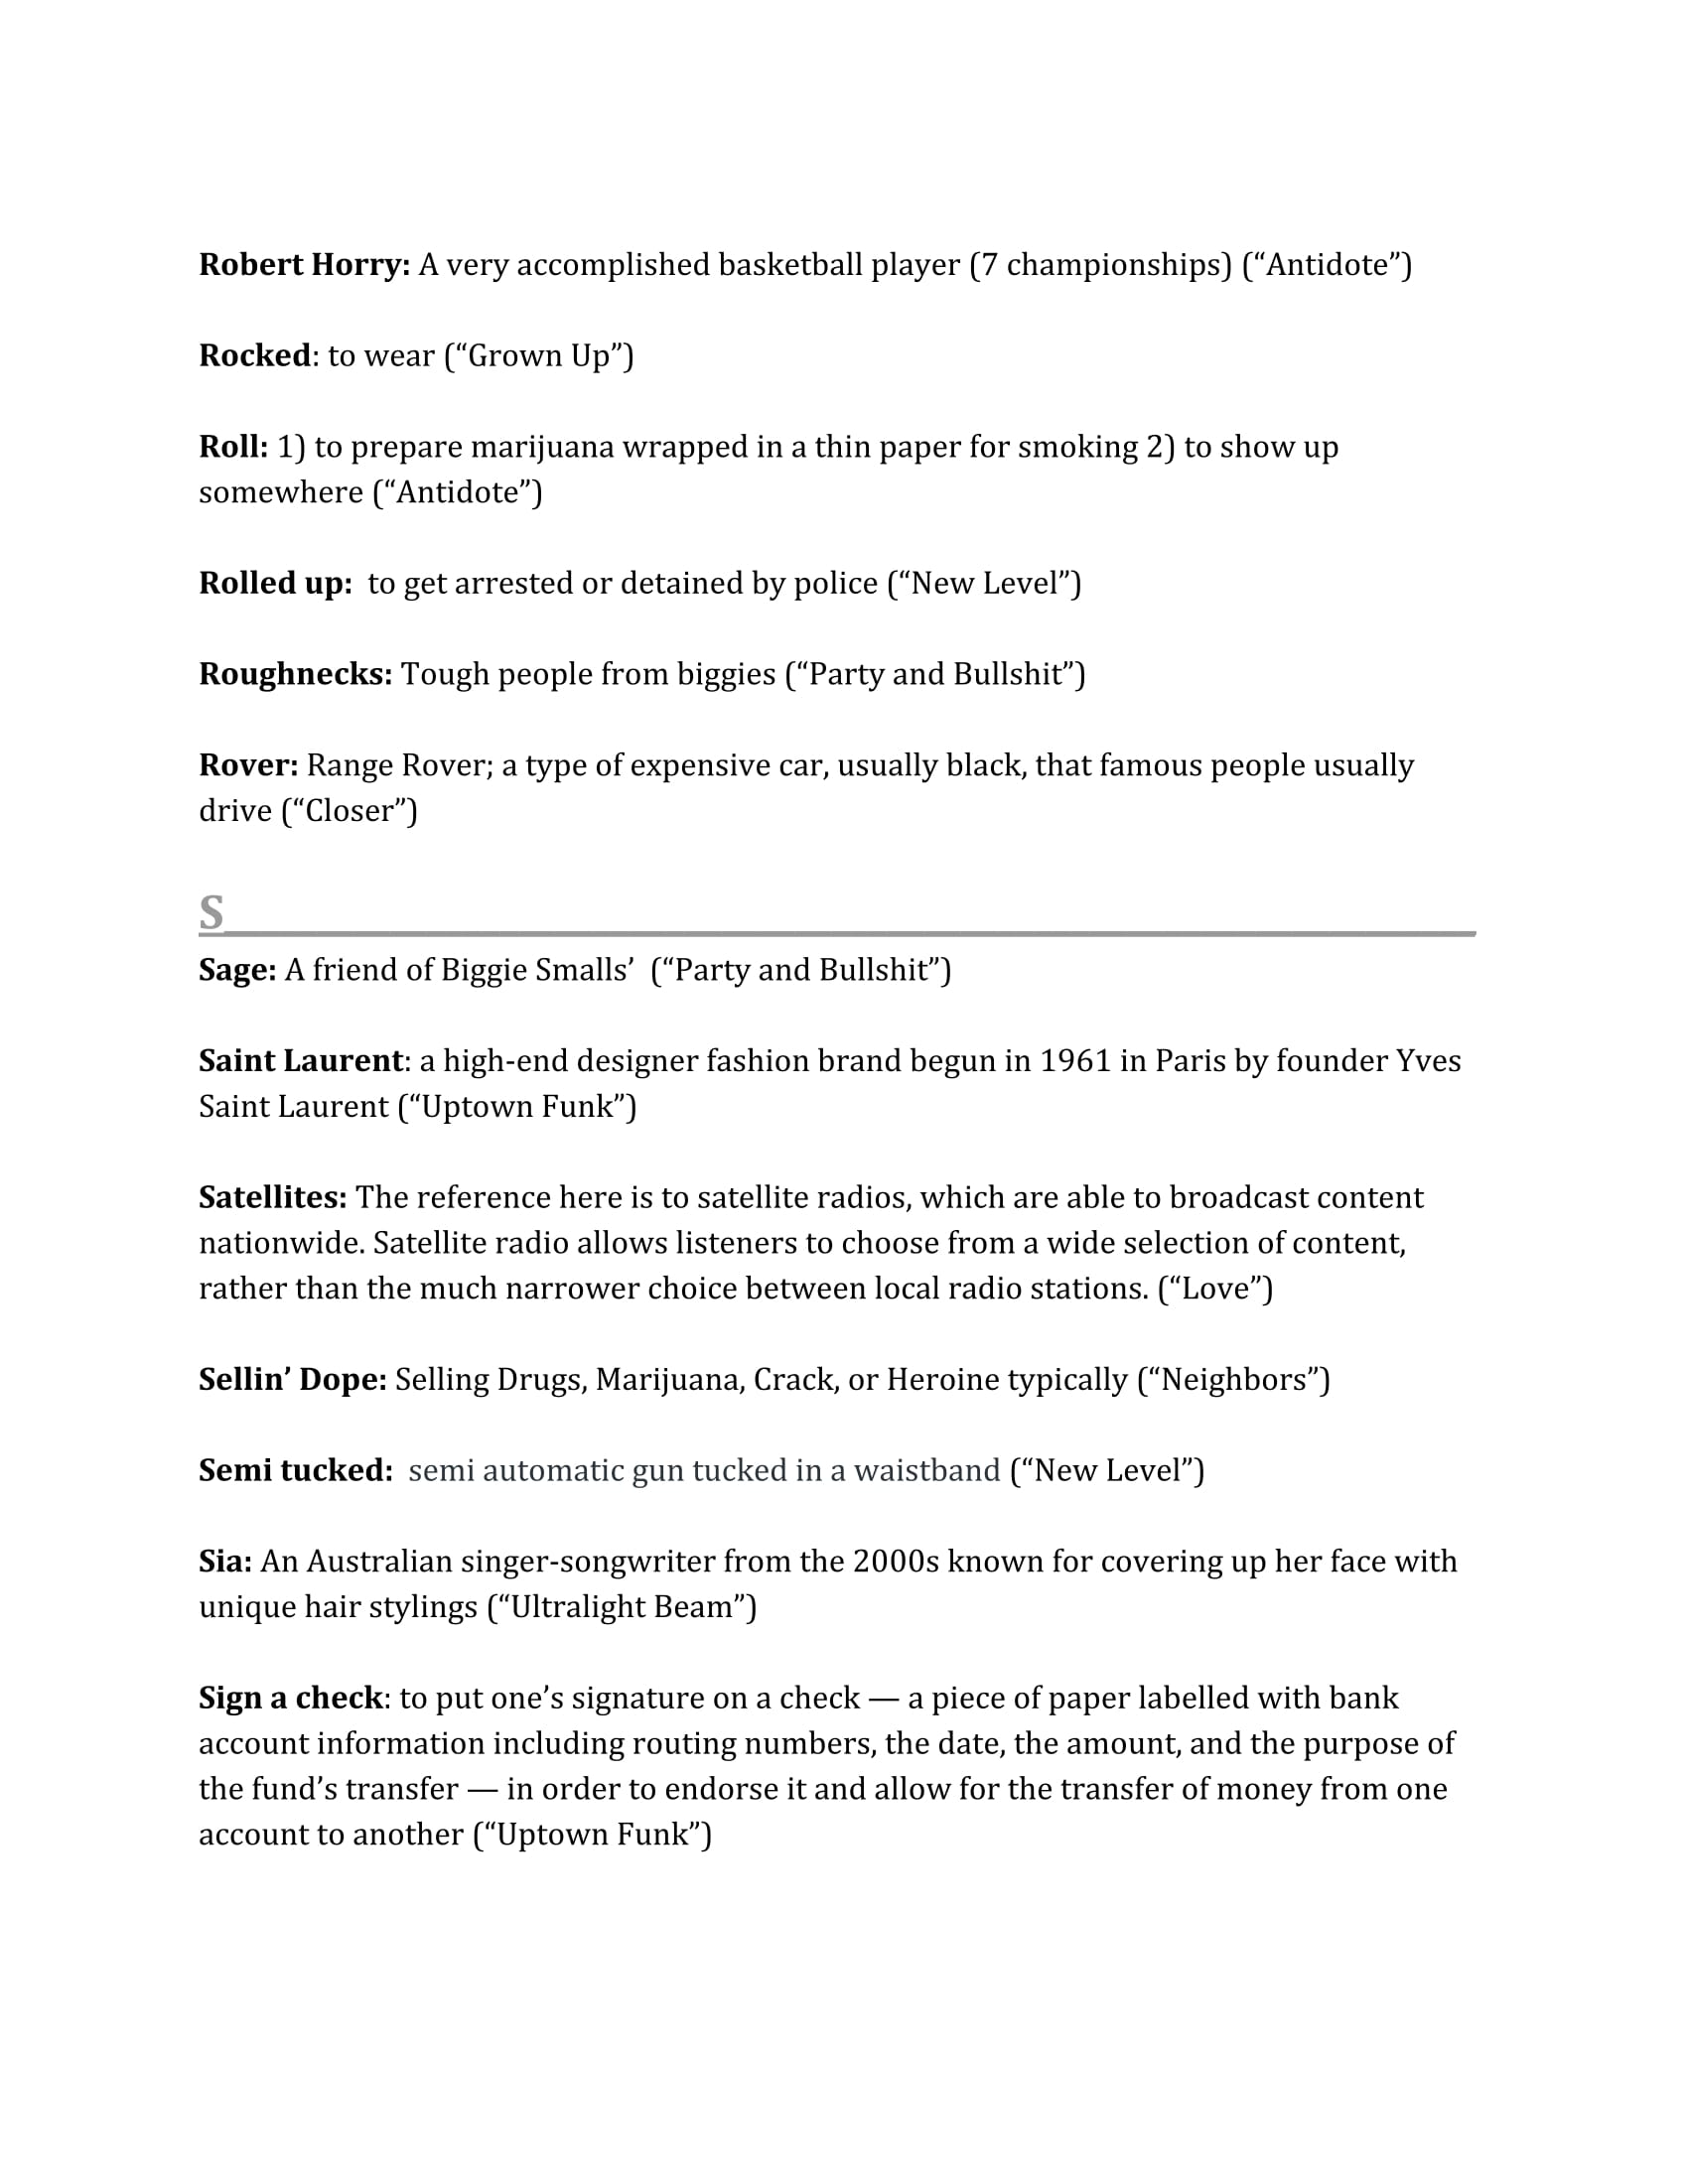 Robert Horry: A very accomplished basketball player (7 championships) (“Antidote”)
Rocked: to wear (“Grown Up”)
Roll: 1) to prepare marijuana wrapped in a thin paper for smoking 2) to show up
somewhere (“Antidote”)
Rolled up:  to get arrested or detained by police (“New Level”)
Roughnecks: Tough people from biggies (“Party and Bullshit”)
Rover: Range Rover; a type of expensive car, usually black, that famous people usually
drive (“Closer”)
S
Sage: A friend of Biggie Smalls’  (“Party and Bullshit”)
Saint Laurent: a high-end designer fashion brand begun in 1961 in Paris by founder Yves
Saint Laurent (“Uptown Funk”)
Satellites: The reference here is to satellite radios, which are able to broadcast content
nationwide. Satellite radio allows listeners to choose from a wide selection of content,
rather than the much narrower choice between local radio stations. (“Love”)
Sellin’ Dope: Selling Drugs, Marijuana, Crack, or Heroine typically (“Neighbors”)
Semi tucked:  semi automatic gun tucked in a waistband (“New Level”)
Sia: An Australian singer-songwriter from the 2000s known for covering up her face with
unique hair stylings (“Ultralight Beam”)
Sign a check: to put one’s signature on a check — a piece of paper labelled with bank
account information including routing numbers, the date, the amount, and the purpose of
the fund’s transfer — in order to endorse it and allow for the transfer of money from one
account to another (“Uptown Funk”)